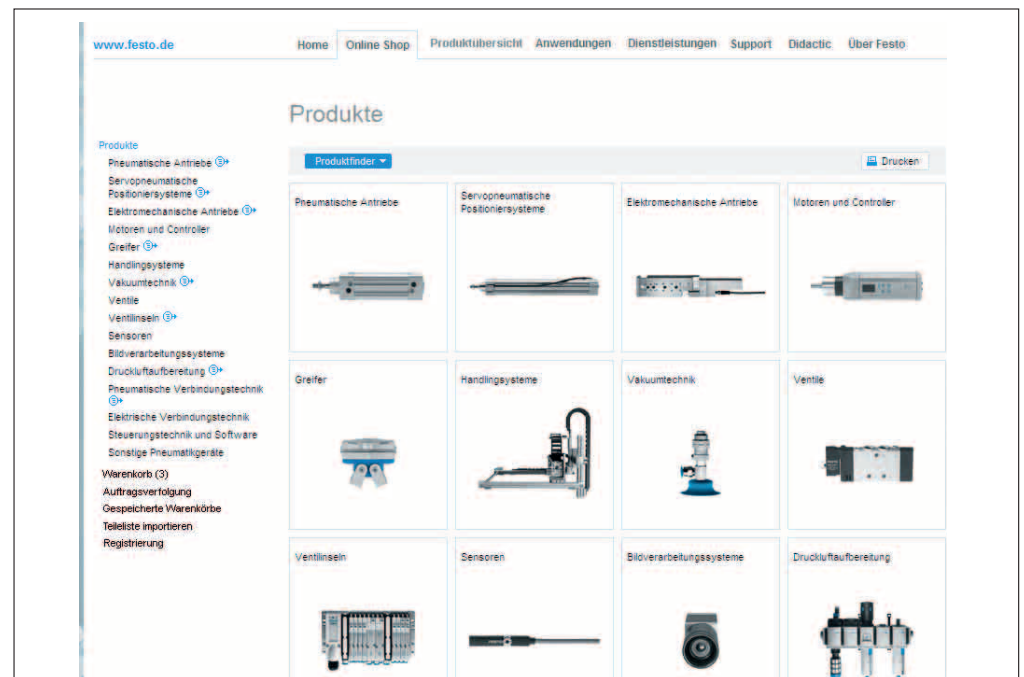 www.festo.de
Home Online Shop Produktübersicht Anwendungen Dienstleistungen Support Didactic Über Festo
Produkte
Produkte
Pneumatische Antriebe
Servopneumatische
Positioniersysteme
Elektromechanische Antriebe
Motoren und Controller
Greifer
Handlingsysteme
Vakuumtechnik
Ventile
Ventilinseln
Sensoren
Bildverarbeitungssysteme
Druckluftaufbereitung
Pneumatische Verbindungstechnik
Elektrische Verbindungstechnik
Steuerungstechnik und Software
Sonstige Pneumatikgeräte
Warenkorb (3)
Auftragsverfolgung
Gespeicherte Warenkörbe
Teileliste importieren
Registrierung
Produktfinder
Drucken
Pneumatische Antriebe
Servopneumatische
Positioniersysteme
Elektromechanische Antriebe
Motoren und Controller
Greifer
Handlingsysteme
Vakuumtechnik
Ventile
Ventilinseln
Sensoren
Bildverarbeitungssysteme
Druckluftaufbereitung